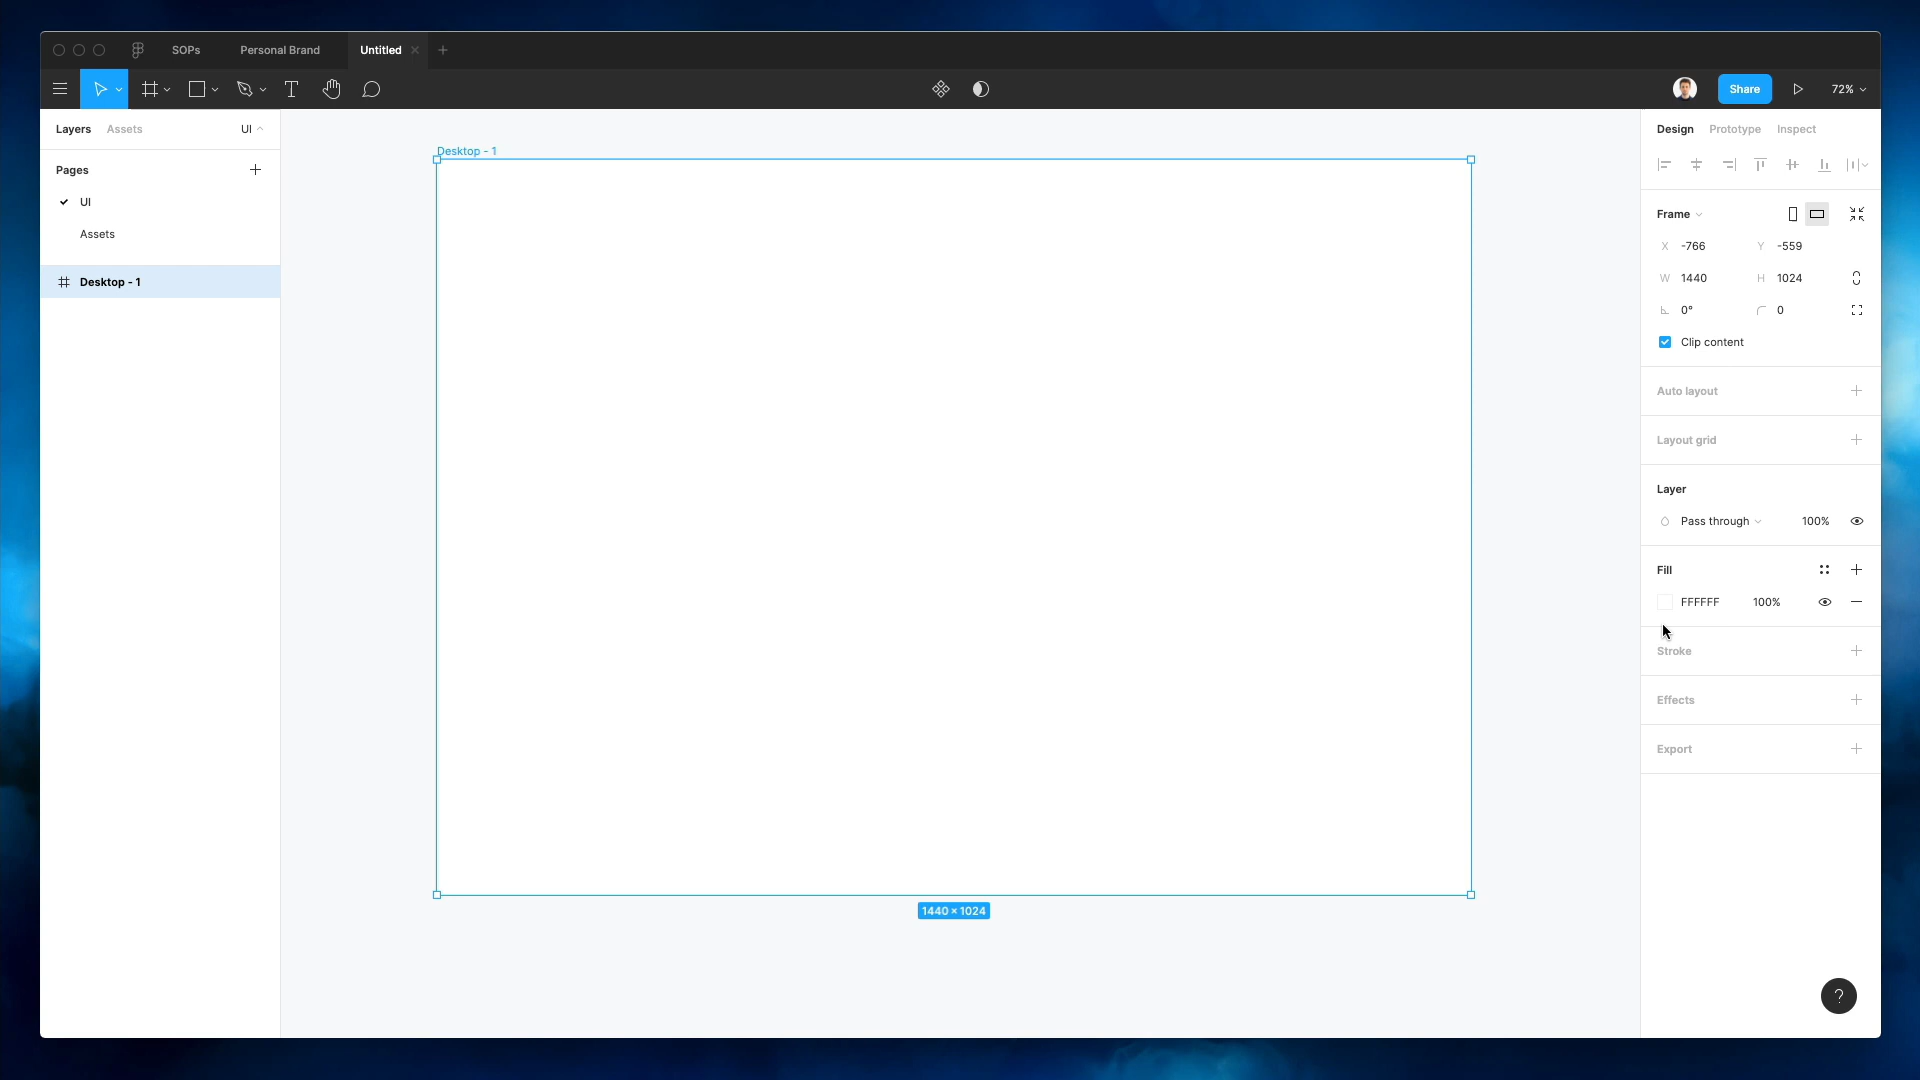 SOPs
Personal Brand
Untitled
Share
72%
Layers
Assets
UI
Pages
UI
Assets
Desktop - 1
Desktop - 1
1440 × 1024
Design
Prototype
Inspect
Frame
X -766
Y -559
W 1440
H 1024
0°
0
Clip content
Auto layout
Layout grid
Layer
Pass through
100%
Fill
FFFFFF
100%
Stroke
Effects
Export
?